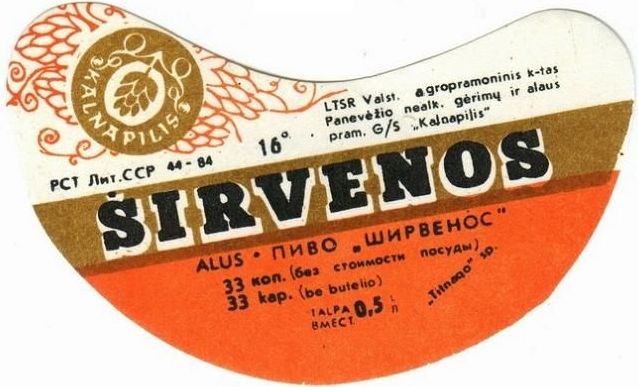 KALNAPILIS
LTSR Valst. agropramoninis k-tas
Panevėžio nealk. gėrimų ir alaus
pram. G/S "Kalnapilis"
16°
РСТ Лит.ССР 44-84
ŠIRVENOS
ALUS • ПИВО „ШИРВЕНОС"
33 коп. (без стоимости посуды)
33 kap. (be butelio)
TALPA 0,5 L
ВМЕСТ. Л
sp.